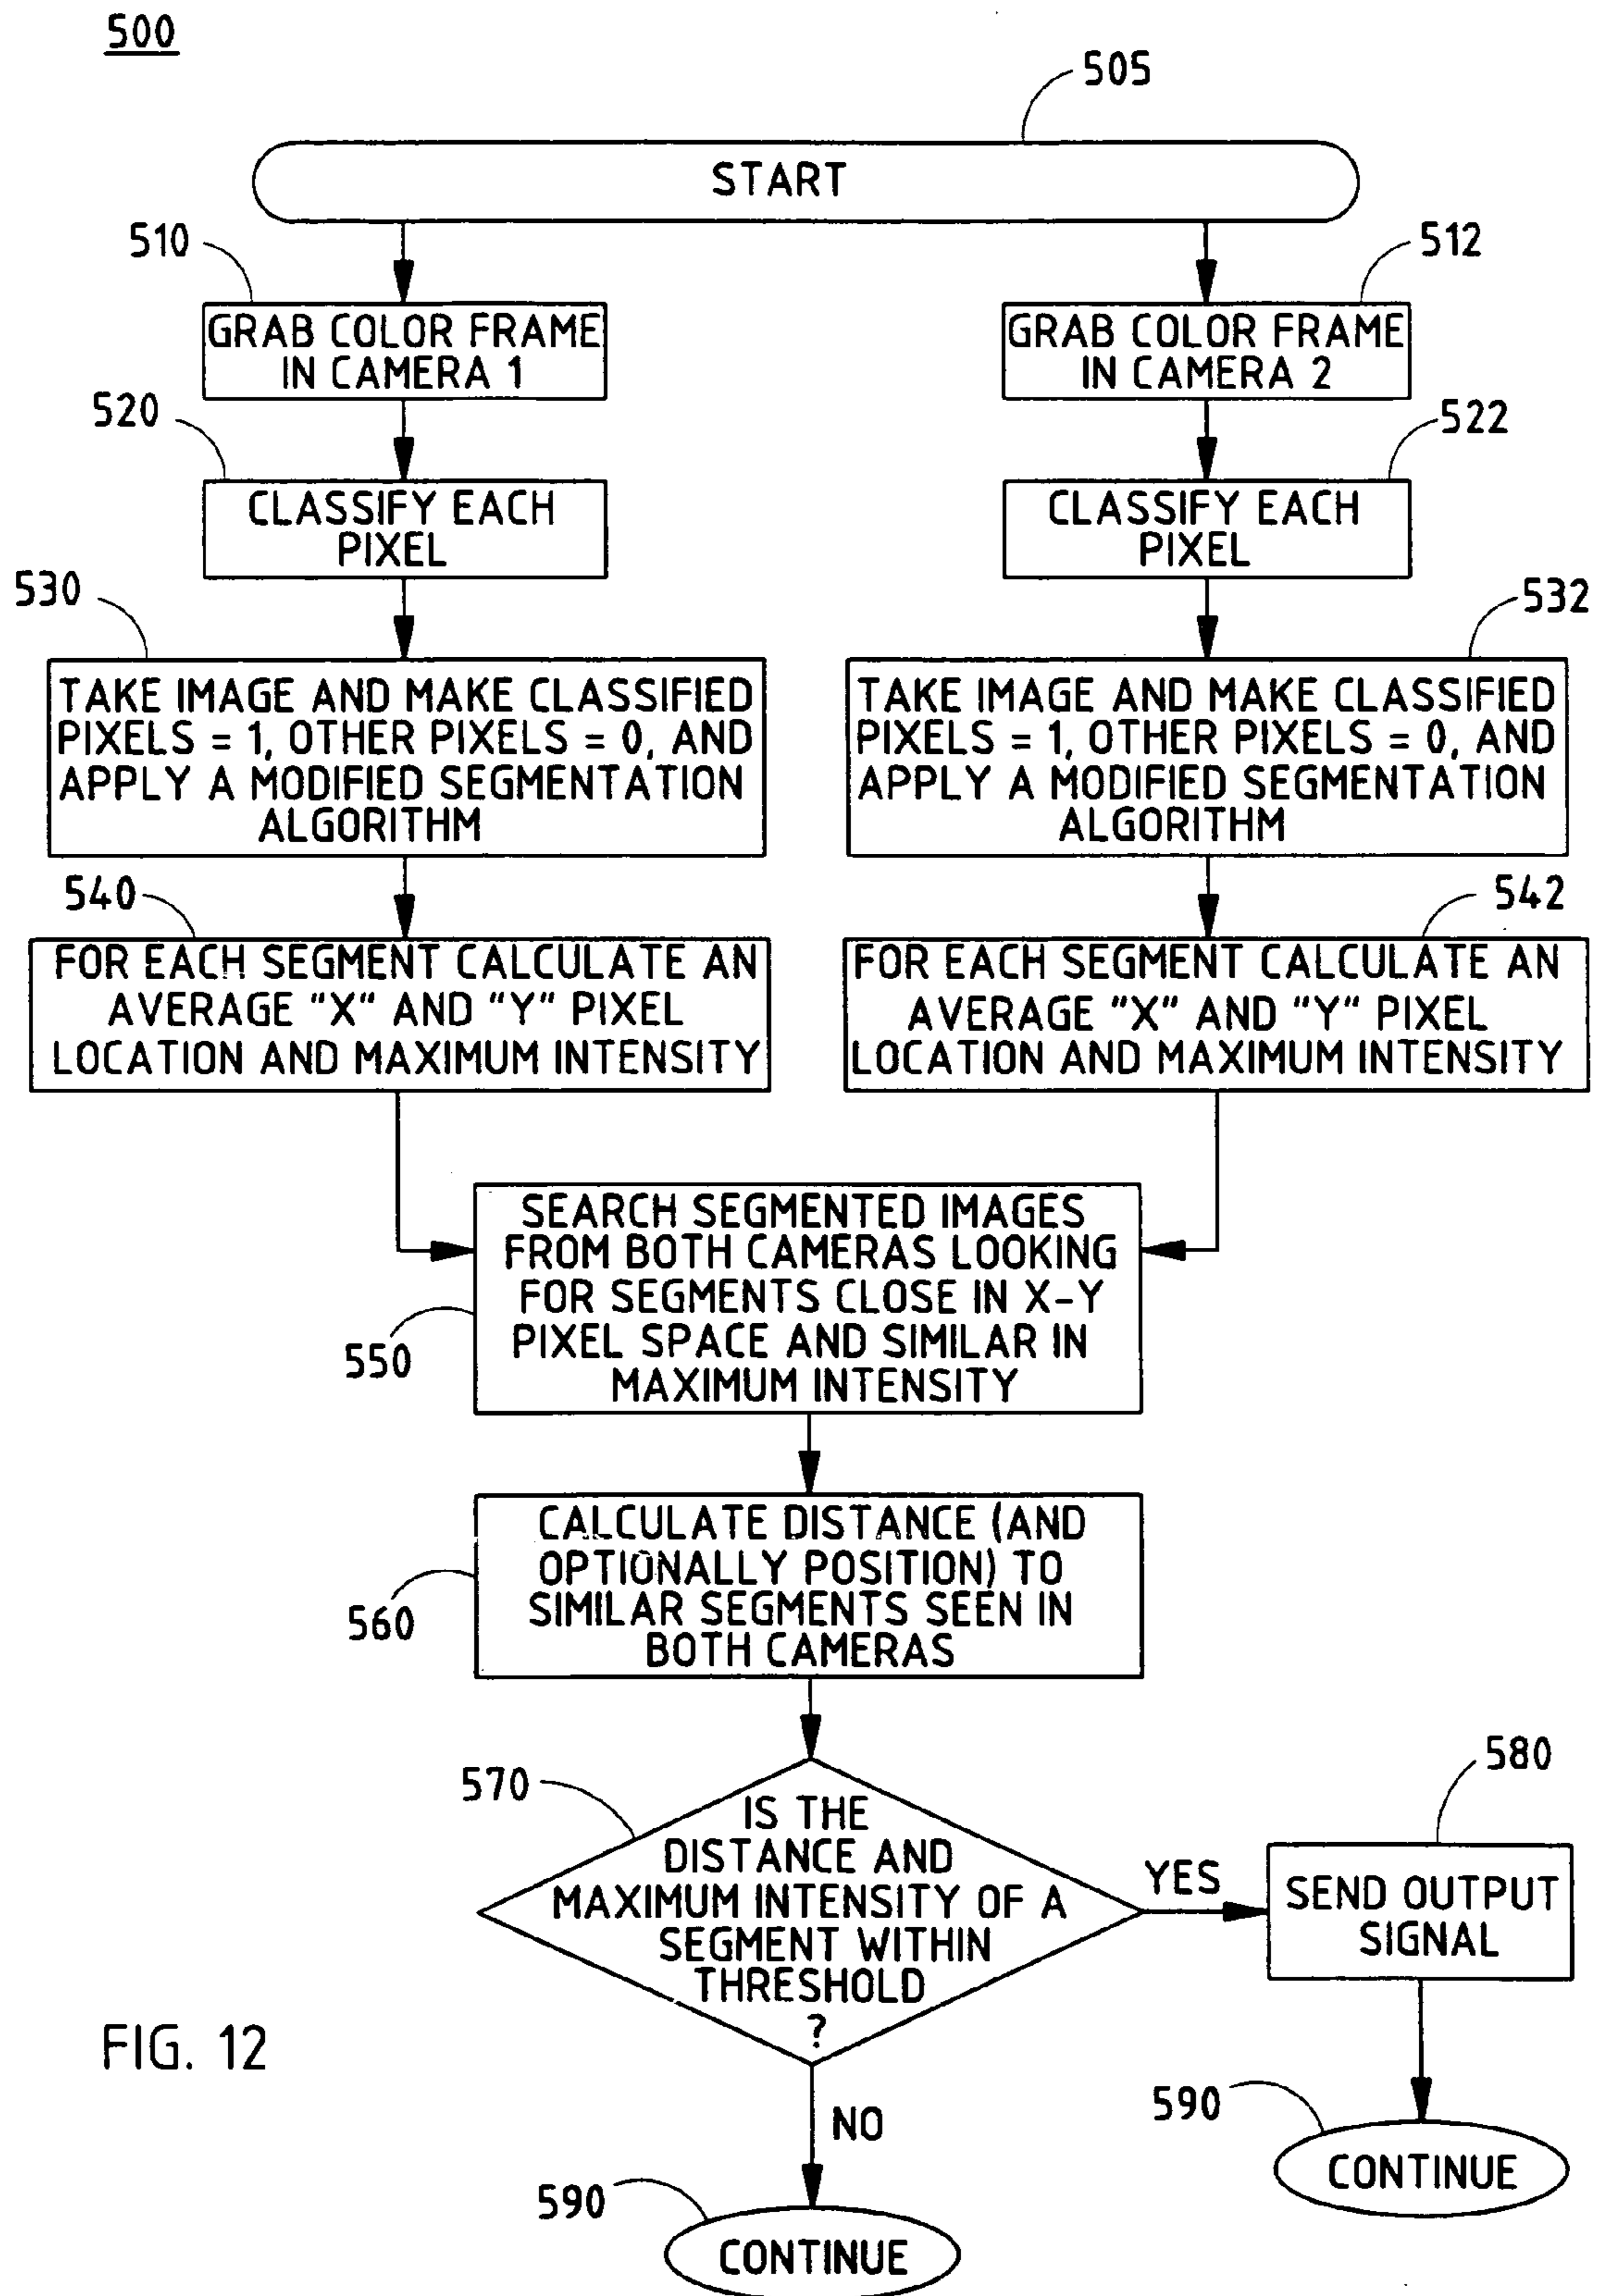 500
505
START
510
512
GRAB COLOR FRAME
IN CAMERA 1
GRAB COLOR FRAME
IN CAMERA 2
520
522
CLASSIFY EACH
PIXEL
CLASSIFY EACH
PIXEL
530
532
TAKE IMAGE AND MAKE CLASSIFIED
PIXELS = 1, OTHER PIXELS = 0, AND
APPLY A MODIFIED SEGMENTATION
ALGORITHM
TAKE IMAGE AND MAKE CLASSIFIED
PIXELS = 1, OTHER PIXELS = 0, AND
APPLY A MODIFIED SEGMENTATION
ALGORITHM
540
542
FOR EACH SEGMENT CALCULATE AN
AVERAGE "X" AND "Y" PIXEL
LOCATION AND MAXIMUM INTENSITY
FOR EACH SEGMENT CALCULATE AN
AVERAGE "X" AND "Y" PIXEL
LOCATION AND MAXIMUM INTENSITY
SEARCH SEGMENTED IMAGES
FROM BOTH CAMERAS LOOKING
FOR SEGMENTS CLOSE IN X-Y
PIXEL SPACE AND SIMILAR IN
MAXIMUM INTENSITY
550
CALCULATE DISTANCE (AND
OPTIONALLY POSITION) TO
SIMILAR SEGMENTS SEEN IN
BOTH CAMERAS
560
570
IS THE
DISTANCE AND
MAXIMUM INTENSITY OF A
SEGMENT WITHIN
THRESHOLD
?
YES
580
SEND OUTPUT
SIGNAL
FIG. 12
NO
590
CONTINUE
590
CONTINUE